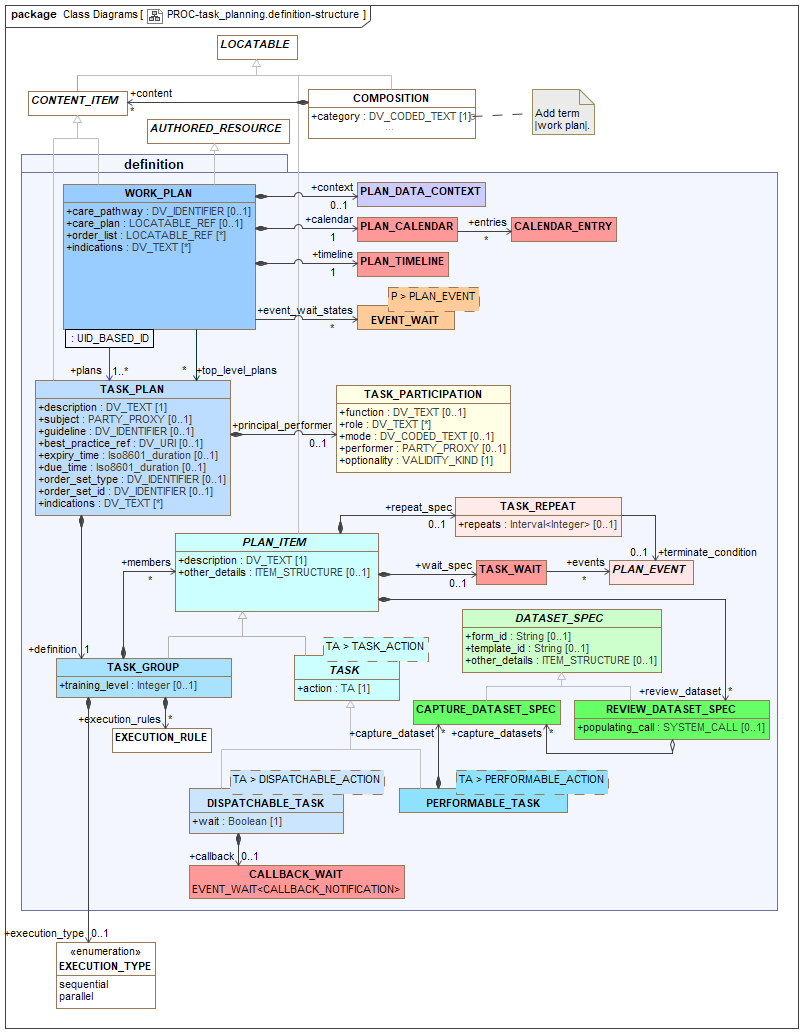 package Class Diagrams [ PROC-task_planning.definition-structure ]
LOCATABLE
CONTENT_ITEM
+content
*
COMPOSITION
+category : DV_CODED_TEXT [1]
...
Add term
|work plan|.
AUTHORED_RESOURCE
definition
WORK_PLAN
+care_pathway : DV_IDENTIFIER [0..1]
+care_plan : LOCATABLE_REF [0..1]
+order_list : LOCATABLE_REF [*]
+indications : DV_TEXT [*]
: UID_BASED_ID
+context
0..1
PLAN_DATA_CONTEXT
+calendar
1
PLAN_CALENDAR
+entries
*
CALENDAR_ENTRY
+timeline
1
PLAN_TIMELINE
P > PLAN_EVENT
+event_wait_states
*
EVENT_WAIT
+plans
1..*
*
+top_level_plans
TASK_PLAN
+description : DV_TEXT [1]
+subject : PARTY_PROXY [0..1]
+guideline : DV_IDENTIFIER [0..1]
+best_practice_ref : DV_URI [0..1]
+expiry_time : Iso8601_duration [0..1]
+due_time : Iso8601_duration [0..1]
+order_set_type : DV_IDENTIFIER [0..1]
+order_set_id : DV_IDENTIFIER [0..1]
+indications : DV_TEXT [*]
+principal_performer
0..1
TASK_PARTICIPATION
+function : DV_TEXT [0..1]
+role : DV_TEXT [*]
+mode : DV_CODED_TEXT [0..1]
+performer : PARTY_PROXY [0..1]
+optionality : VALIDITY_KIND [1]
+repeat_spec
0..1
TASK_REPEAT
+repeats : Interval<Integer> [0..1]
PLAN_ITEM
+description : DV_TEXT [1]
+other_details : ITEM_STRUCTURE [0..1]
+members
*
+wait_spec
0..1
TASK_WAIT
+events
*
0..1
+terminate_condition
PLAN_EVENT
DATASET_SPEC
+form_id : String [0..1]
+template_id : String [0..1]
+other_details : ITEM_STRUCTURE [0..1]
+definition
1
TASK_GROUP
+training_level : Integer [0..1]
TA > TASK_ACTION
TASK
+action : TA [1]
+review_dataset
*
+execution_rules
*
EXECUTION_RULE
CAPTURE_DATASET_SPEC
REVIEW_DATASET_SPEC
+populating_call : SYSTEM_CALL [0..1]
+capture_dataset
*
+capture_datasets
*
TA > DISPATCHABLE_ACTION
DISPATCHABLE_TASK
+wait : Boolean [1]
TA > PERFORMABLE_ACTION
PERFORMABLE_TASK
+callback
0..1
CALLBACK_WAIT
EVENT_WAIT<CALLBACK_NOTIFICATION>
+execution_type
0..1
«enumeration»
EXECUTION_TYPE
sequential
parallel